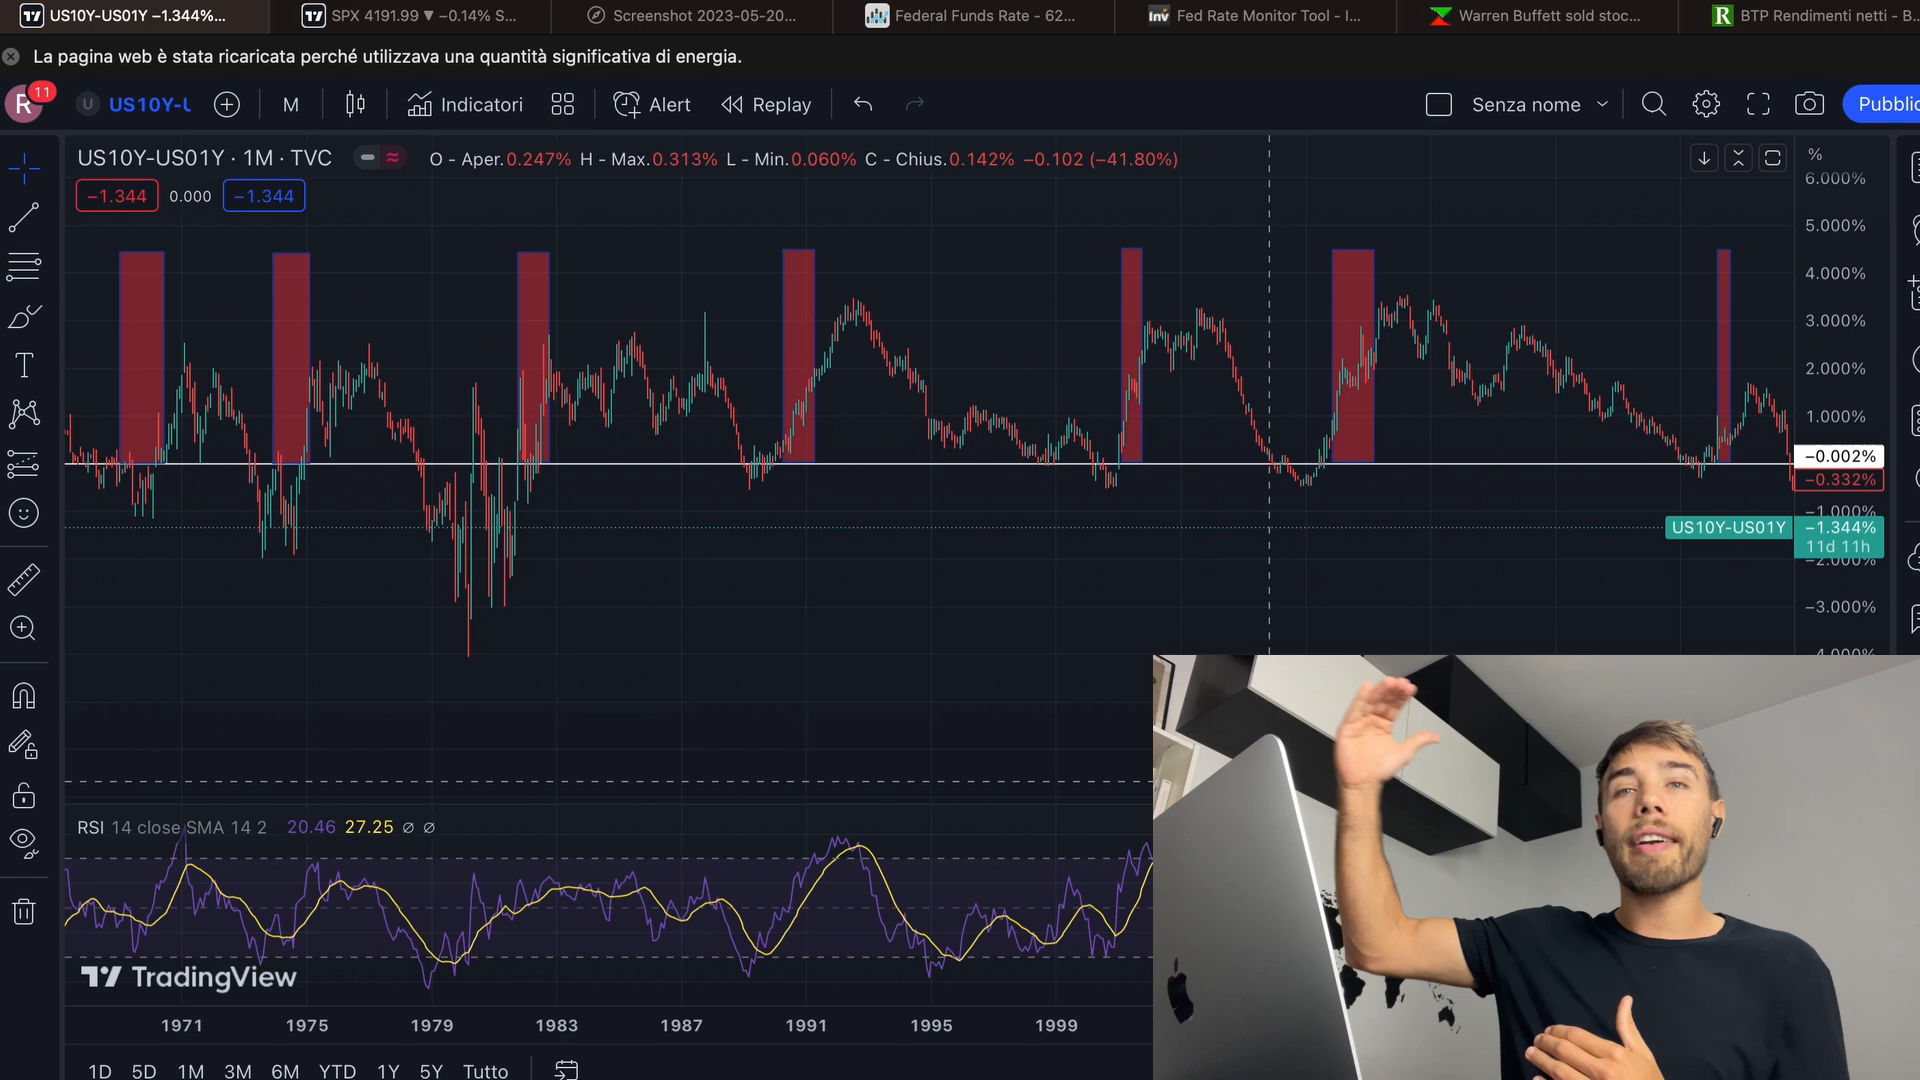 US10Y-US01Y −1.344%...
SPX 4191.99 ▼ −0.14% S...
Screenshot 2023-05-20...
Federal Funds Rate - 62...
Inv Fed Rate Monitor Tool - I...
Warren Buffett sold stoc...
R BTP Rendimenti netti - B...
La pagina web è stata ricaricata perché utilizzava una quantità significativa di energia.
R 11 U US10Y-U M Indicatori Alert Replay Senza nome Pubblic
US10Y-US01Y · 1M · TVC O - Aper.0.247% H - Max.0.313% L - Min.0.060% C - Chius.0.142% −0.102 (−41.80%)
−1.344 0.000 −1.344
%
6.000%
5.000%
4.000%
3.000%
2.000%
1.000%
−0.002%
−0.332%
−1.000%
US10Y-US01Y −1.344%
11d 11h
−2.000%
−3.000%
−4.000%
RSI 14 close SMA 14 2 20.46 27.25 ∅ ∅
TradingView
1971 1975 1979 1983 1987 1991 1995 1999
1D 5D 1M 3M 6M YTD 1Y 5Y Tutto